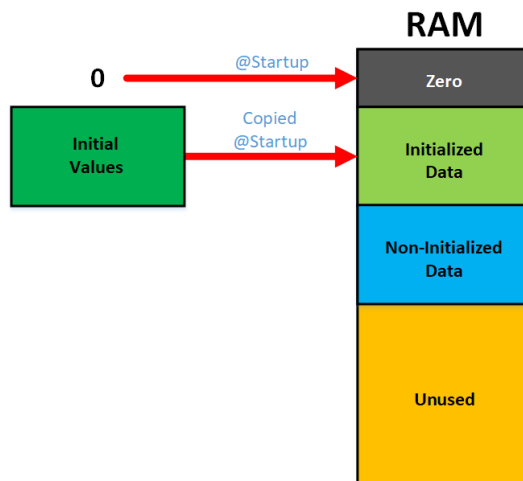 RAM
@Startup
0
Zero
Copied
@Startup
Initial
Values
Initialized
Data
Non-Initialized
Data
Unused